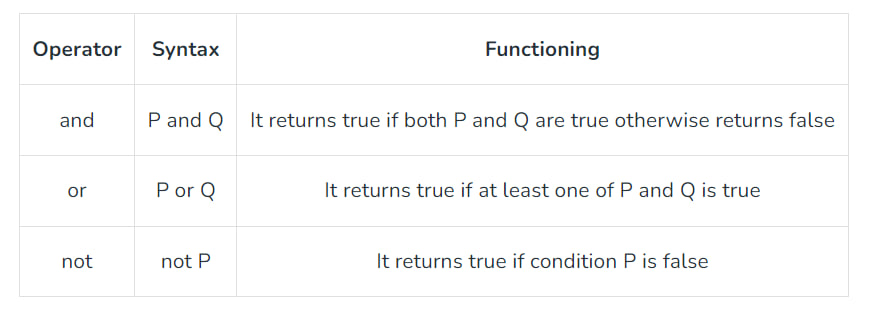 Operator Syntax Functioning
and P and Q It returns true if both P and Q are true otherwise returns false
or P or Q It returns true if at least one of P and Q is true
not not P It returns true if condition P is false